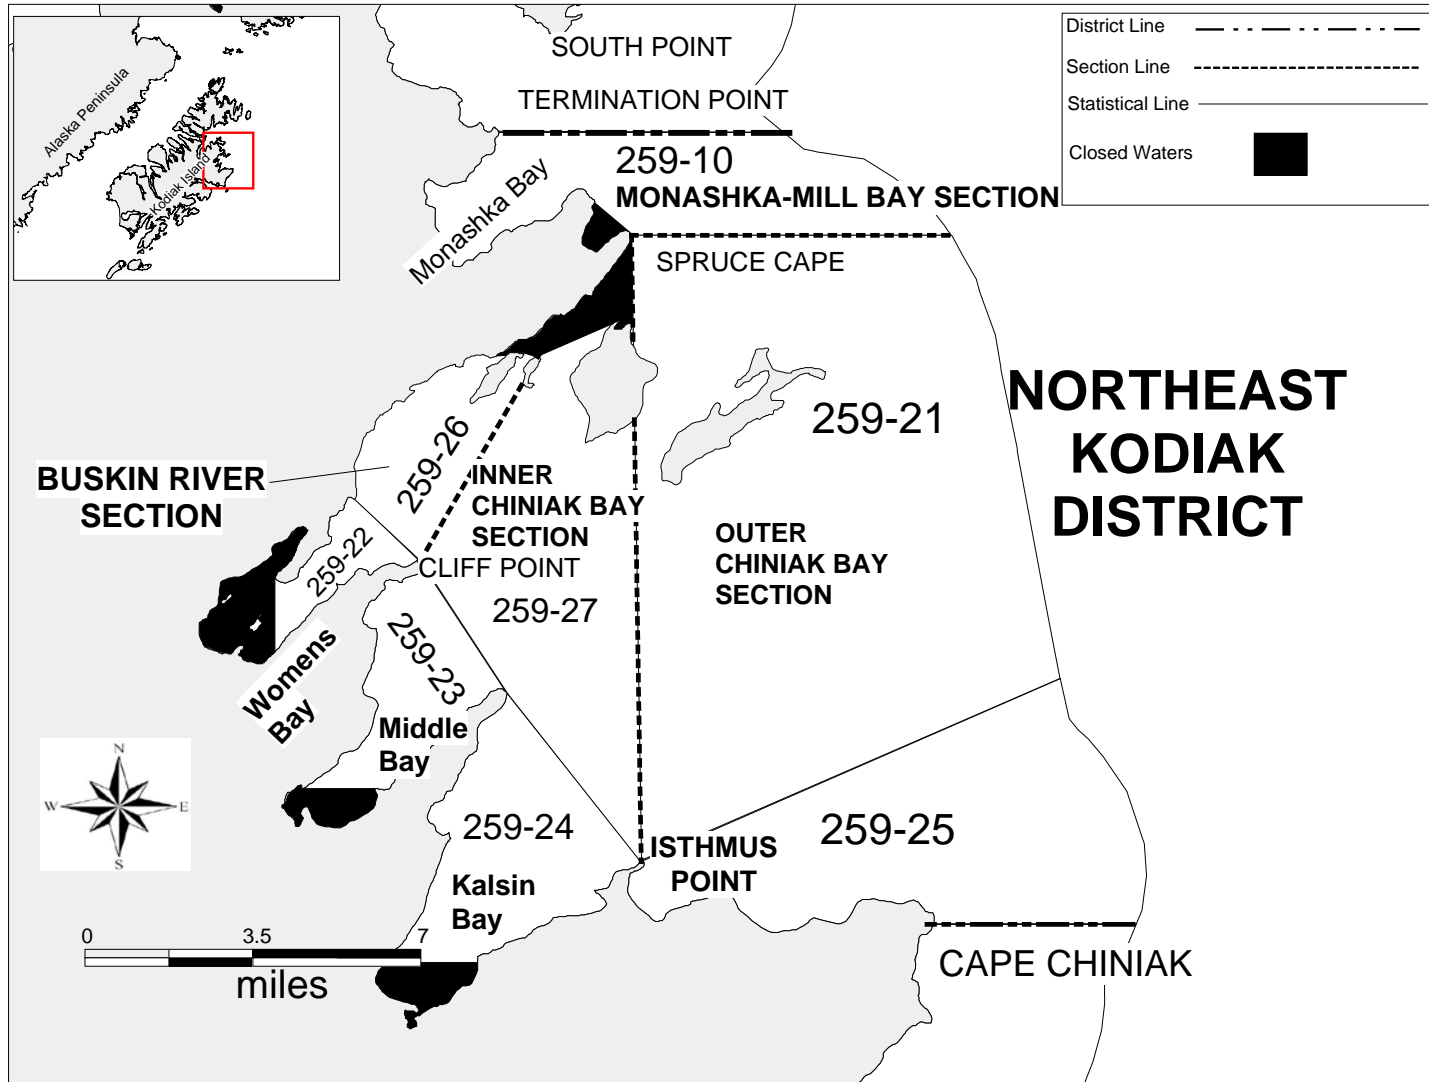 Alaska Peninsula
Kodiak Island
SOUTH POINT
TERMINATION POINT
District Line
Section Line
Statistical Line
Closed Waters
259-10
MONASHKA-MILL BAY SECTION
Monashka Bay
SPRUCE CAPE
NORTHEAST
KODIAK
DISTRICT
259-21
259-26
BUSKIN RIVER
SECTION
INNER
CHINIAK BAY
SECTION
OUTER
CHINIAK BAY
SECTION
259-22
CLIFF POINT
259-27
259-23
Womens
Bay
Middle
Bay
N
W
E
S
259-24
259-25
ISTHMUS
POINT
Kalsin
Bay
0 3.5 7
miles
CAPE CHINIAK